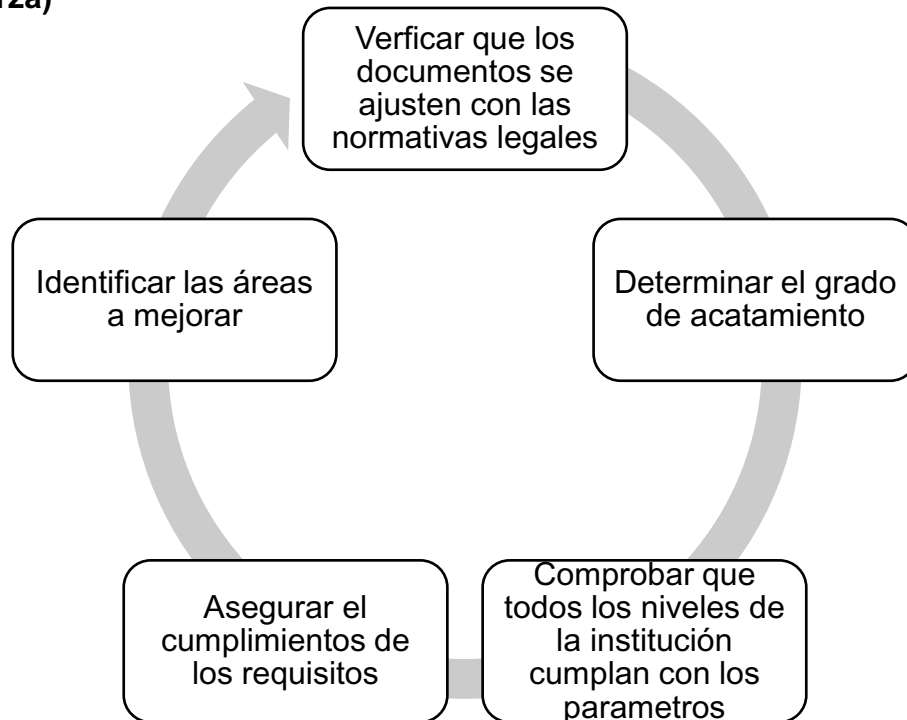 rza)
Verficar que los
documentos se
ajusten con las
normativas legales
Determinar el grado
de acatamiento
Comprobar que
todos los niveles de
la institución
cumplan con los
parametros
Asegurar el
cumplimientos de
los requisitos
Identificar las áreas
a mejorar